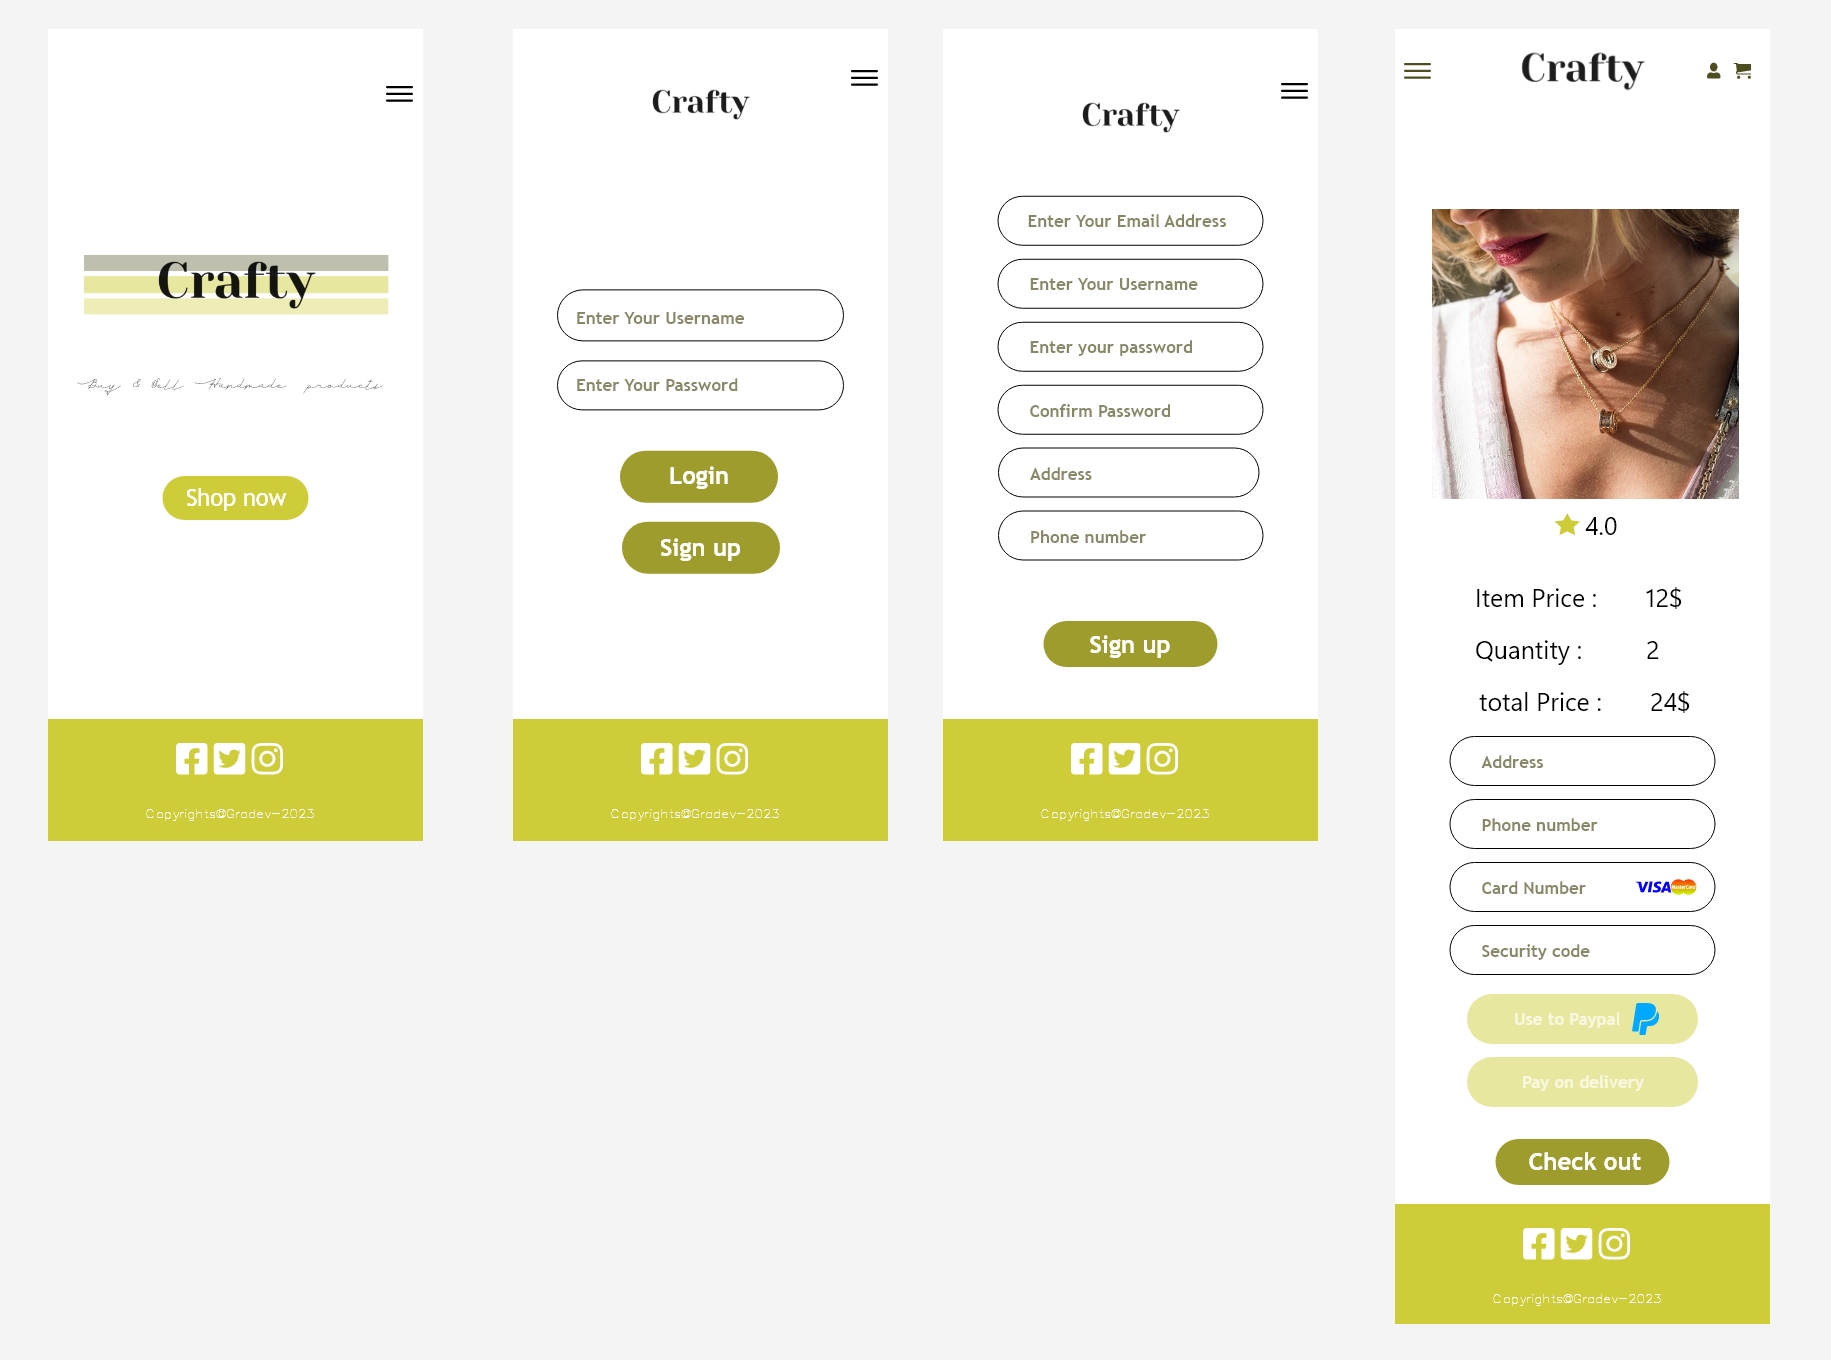 Crafty
Buy & Sell Handmade products
Shop now
Copyrights@Gradev-2023
Crafty
Enter Your Username
Enter Your Password
Login
Sign up
Copyrights@Gradev-2023
Crafty
Enter Your Email Address
Enter Your Username
Enter your password
Confirm Password
Address
Phone number
Sign up
Copyrights@Gradev-2023
Crafty
4.0
Item Price : 12$
Quantity : 2
total Price : 24$
Address
Phone number
Card Number VISA MasterCard
Security code
Use to Paypal
Pay on delivery
Check out
Copyrights@Gradev-2023